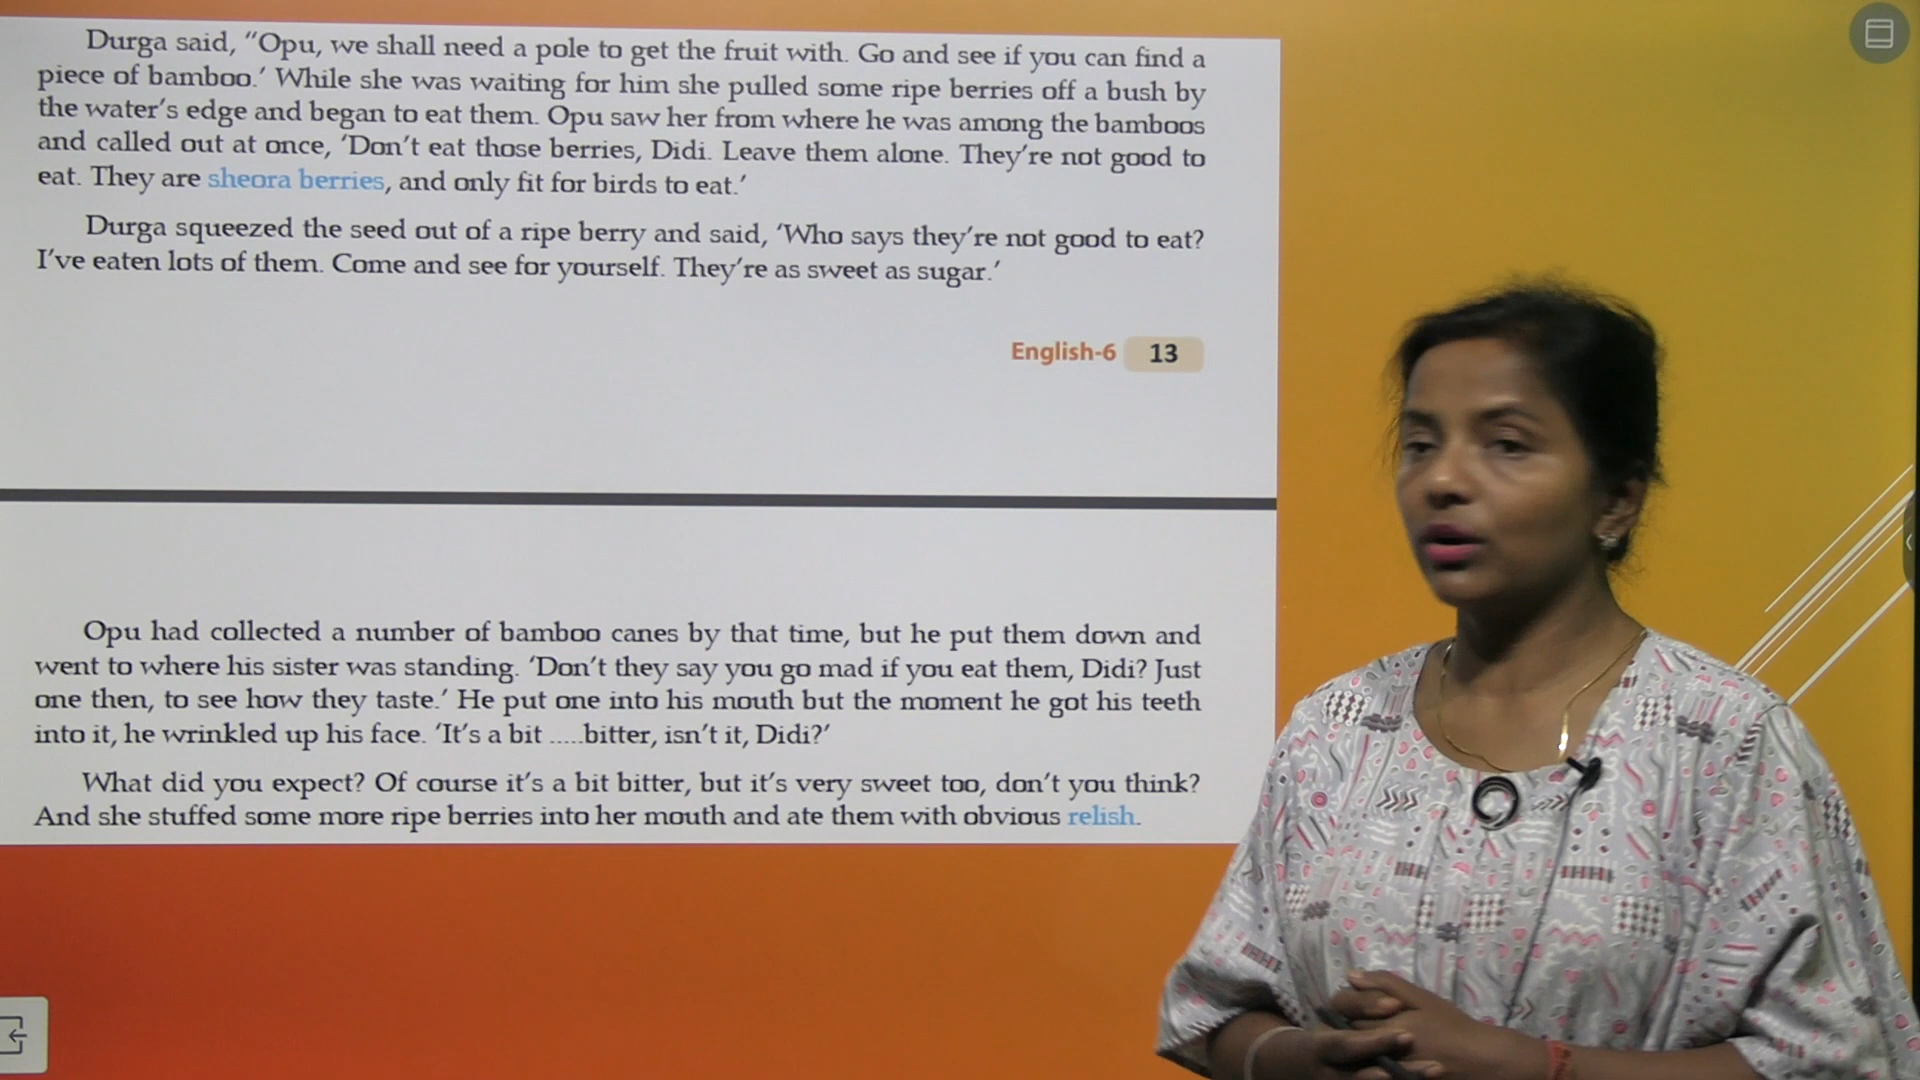 Durga said, “Opu, we shall need a pole to get the fruit with. Go and see if you can find a
piece of bamboo.’ While she was waiting for him she pulled some ripe berries off a bush by
the water’s edge and began to eat them. Opu saw her from where he was among the bamboos
and called out at once, ‘Don’t eat those berries, Didi. Leave them alone. They’re not good to
eat. They are sheora berries, and only fit for birds to eat.’
Durga squeezed the seed out of a ripe berry and said, ‘Who says they’re not good to eat?
I’ve eaten lots of them. Come and see for yourself. They’re as sweet as sugar.’
English-6 13
Opu had collected a number of bamboo canes by that time, but he put them down and
went to where his sister was standing. ‘Don’t they say you go mad if you eat them, Didi? Just
one then, to see how they taste.’ He put one into his mouth but the moment he got his teeth
into it, he wrinkled up his face. ‘It’s a bit .....bitter, isn’t it, Didi?’
What did you expect? Of course it’s a bit bitter, but it’s very sweet too, don’t you think?
And she stuffed some more ripe berries into her mouth and ate them with obvious relish.